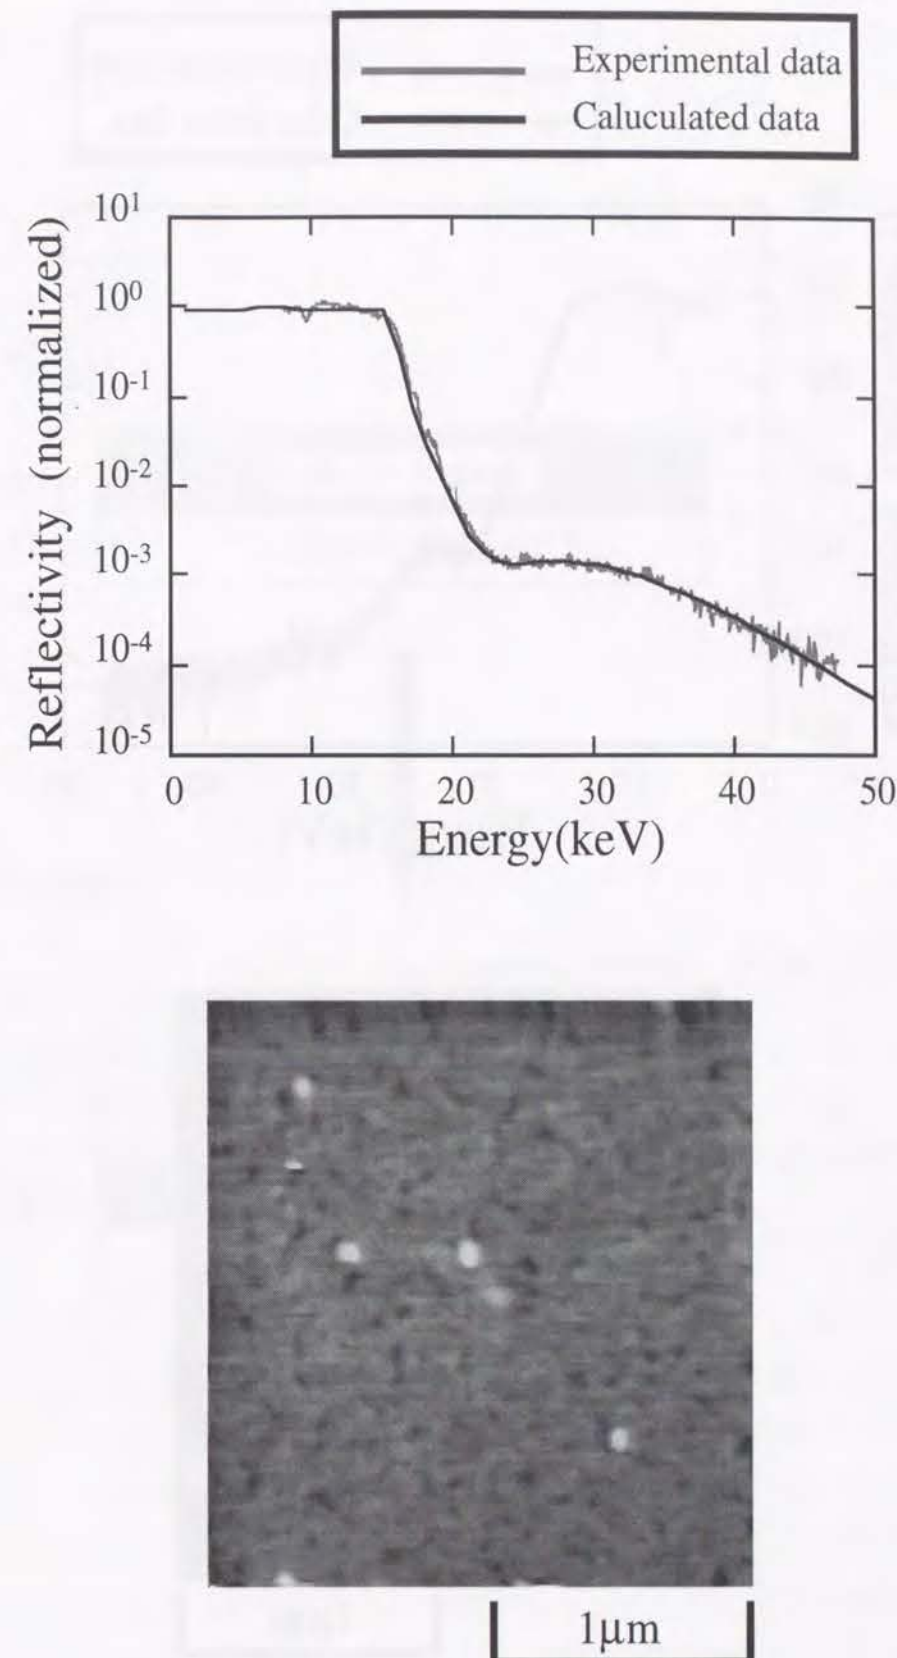 Experimental data
Caluculated data
Reflectivity (normalized)
10¹
10⁰
10⁻¹
10⁻²
10⁻³
10⁻⁴
10⁻⁵
0 10 20 30 40 50
Energy(keV)
1μm